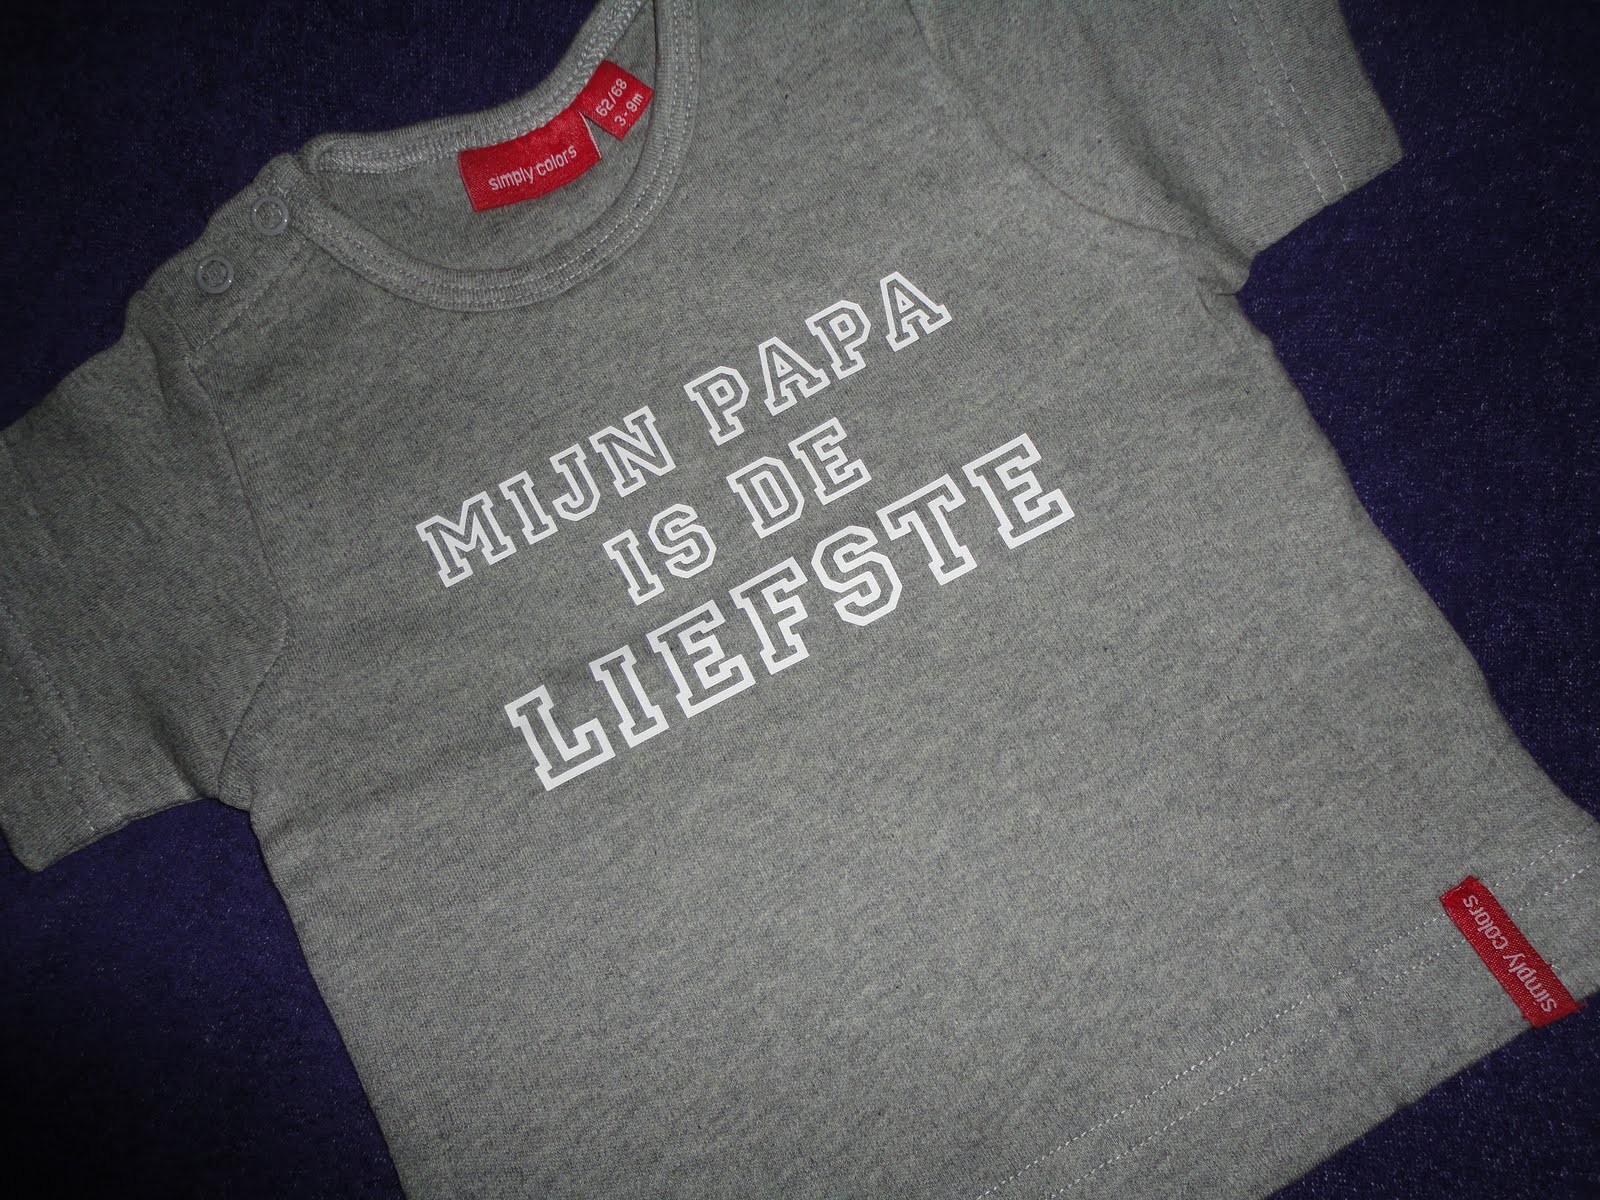 62/68
3-9m
simply colors
MIJN PAPA
IS DE
LIEFSTE
simply colors